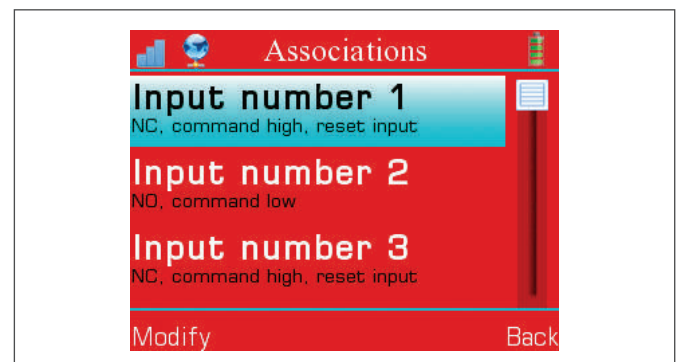 Associations
Input number 1
NC, command high, reset input
Input number 2
NO, command low
Input number 3
NC, command high, reset input
Modify Back